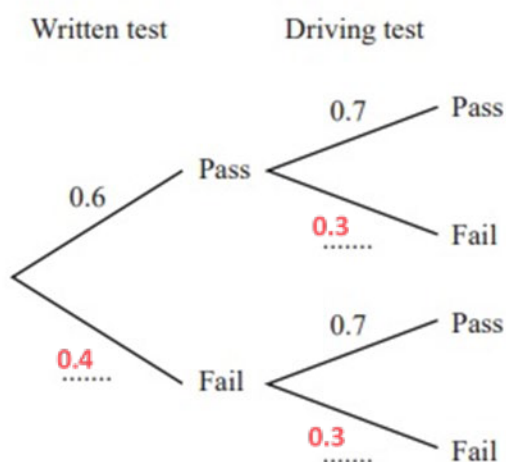 Written test Driving test
0.7 Pass
Pass
0.6
0.3
Fail
0.7 Pass
0.4
Fail
0.3
Fail